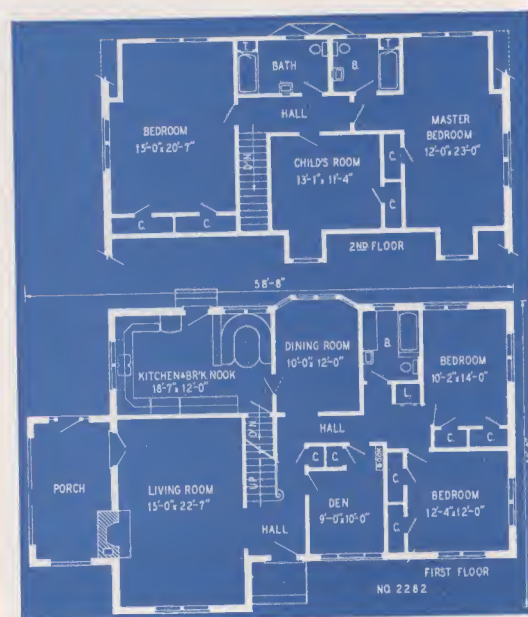 T.
T
BATH
B.
HALL
BEDROOM
15'-0" x 20'-7"
D'N
CHILD'S ROOM
13'-1" x 11'-4"
MASTER
BEDROOM
12'-0" x 23'-0"
C.
C.
C.
C.
2ND FLOOR
58'-8"
DINING ROOM
10'-0" x 12'-0"
B.
BEDROOM
10'-2" x 14'-0"
KITCHEN & BR'K NOOK
18'-7" x 12'-0"
L.
HALL
D'N
UP
C.
C.
C.
C.
PORCH
LIVING ROOM
15'-0" x 22'-7"
DEN
9'-0" x 10'-0"
C.
C.
BEDROOM
12'-4" x 12'-0"
HALL
FIRST FLOOR
NO. 2282